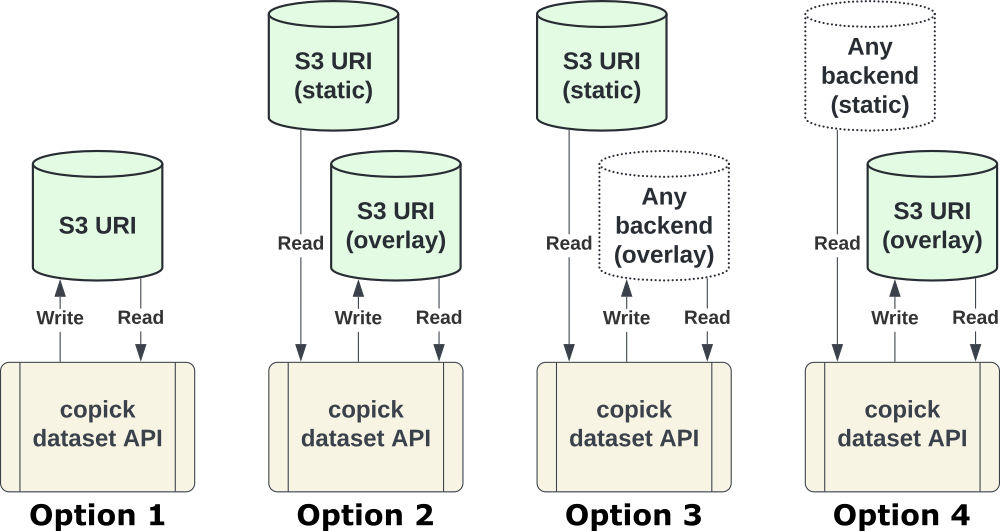 S3 URI
Write
Read
copick
dataset API
Option 1
S3 URI
(static)
S3 URI
(overlay)
Read
Write
Read
copick
dataset API
Option 2
S3 URI
(static)
Any
backend
(overlay)
Read
Write
Read
copick
dataset API
Option 3
Any
backend
(static)
S3 URI
(overlay)
Read
Write
Read
copick
dataset API
Option 4